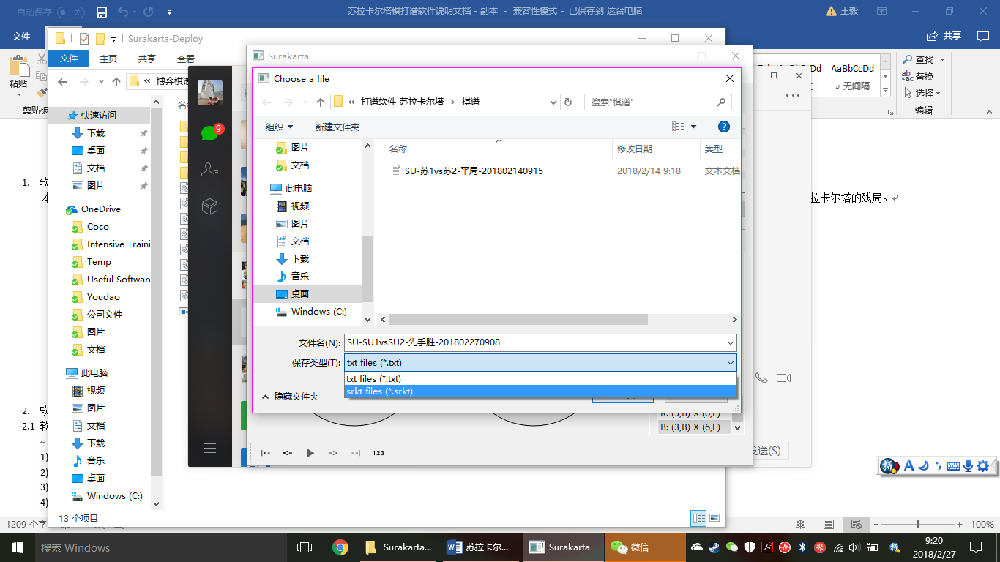 自动保存 关
苏拉卡尔塔棋打谱软件说明文档 - 副本 - 兼容性模式 - 已保存到 这台电脑
王毅
文件
共享
粘贴
剪贴板
AaBbCcDd
无间隔
查找
替换
选择
编辑
Surakarta-Deploy
文件
主页
共享
查看
« 博弈棋谱
快速访问
下载
桌面
文档
图片
OneDrive
Coco
Intensive Traini
Temp
Useful Software
Youdao
公司文件
图片
文档
此电脑
视频
图片
文档
下载
音乐
桌面
Windows (C:)
13 个项目
9
Surakarta
Choose a file
« 打谱软件-苏拉卡尔塔 › 棋谱
搜索"棋谱"
组织
新建文件夹
图片
文档
此电脑
视频
图片
文档
下载
音乐
桌面
Windows (C:)
名称
修改日期
类型
SU-苏1vs苏2-平局-201802140915
2018/2/14 9:18
文本文档
文件名(N): SU-SU1vsSU2-先手胜-201802270908
保存类型(T): txt files (*.txt)
txt files (*.txt)
srkt files (*.srkt)
隐藏文件夹
R: (5,B) X (6,E)
B: (3,B) X (6,E)
|<- <- -> ->| 123
发送(S)
1. 软
本
拉卡尔塔的残局。
2. 软
2.1 软
1)
2)
3)
4)
1209 个字
100%
搜索 Windows
Surakarta...
苏拉卡尔...
Surakarta
微信
9:20
2018/2/27